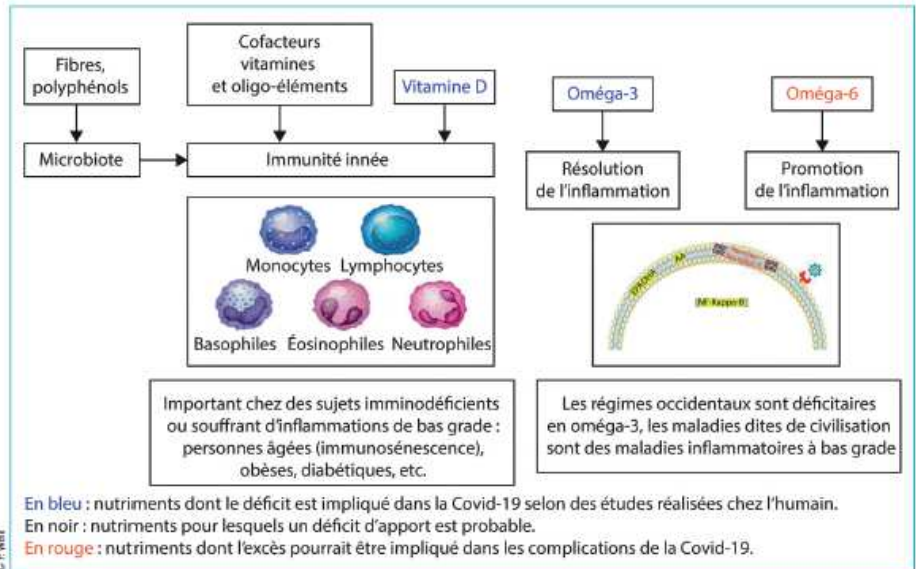 Fibres,
polyphénols
Cofacteurs
vitamines
et oligo-éléments
Vitamine D
Oméga-3
Oméga-6
Microbiote
Immunité innée
Résolution
de l'inflammation
Promotion
de l'inflammation
Monocytes Lymphocytes
Basophiles Éosinophiles Neutrophiles
EPA/DHA
AA
NF-Kappa-B
Important chez des sujets imminodéficients
ou souffrant d'inflammations de bas grade :
personnes âgées (immunosénescence),
obèses, diabétiques, etc.
Les régimes occidentaux sont déficitaires
en oméga-3, les maladies dites de civilisation
sont des maladies inflammatoires à bas grade
En bleu : nutriments dont le déficit est impliqué dans la Covid-19 selon des études réalisées chez l'humain.
En noir : nutriments pour lesquels un déficit d'apport est probable.
En rouge : nutriments dont l'excès pourrait être impliqué dans les complications de la Covid-19.